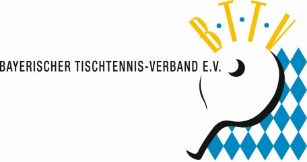 B·T·T·V
BAYERISCHER TISCHTENNIS-VERBAND E.V.